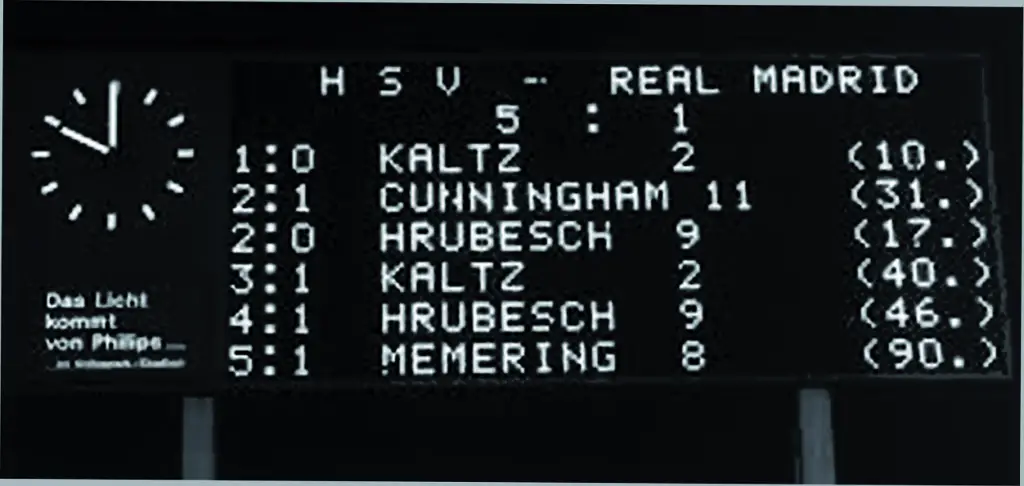 H S V - REAL MADRID
5 : 1
1:0 KALTZ 2 (10.)
2:1 CUNNINGHAM 11 (31.)
2:0 HRUBESCH 9 (17.)
3:1 KALTZ 2 (40.)
4:1 HRUBESCH 9 (46.)
5:1 MEMERING 8 (90.)
Das Licht
kommt
von Philips